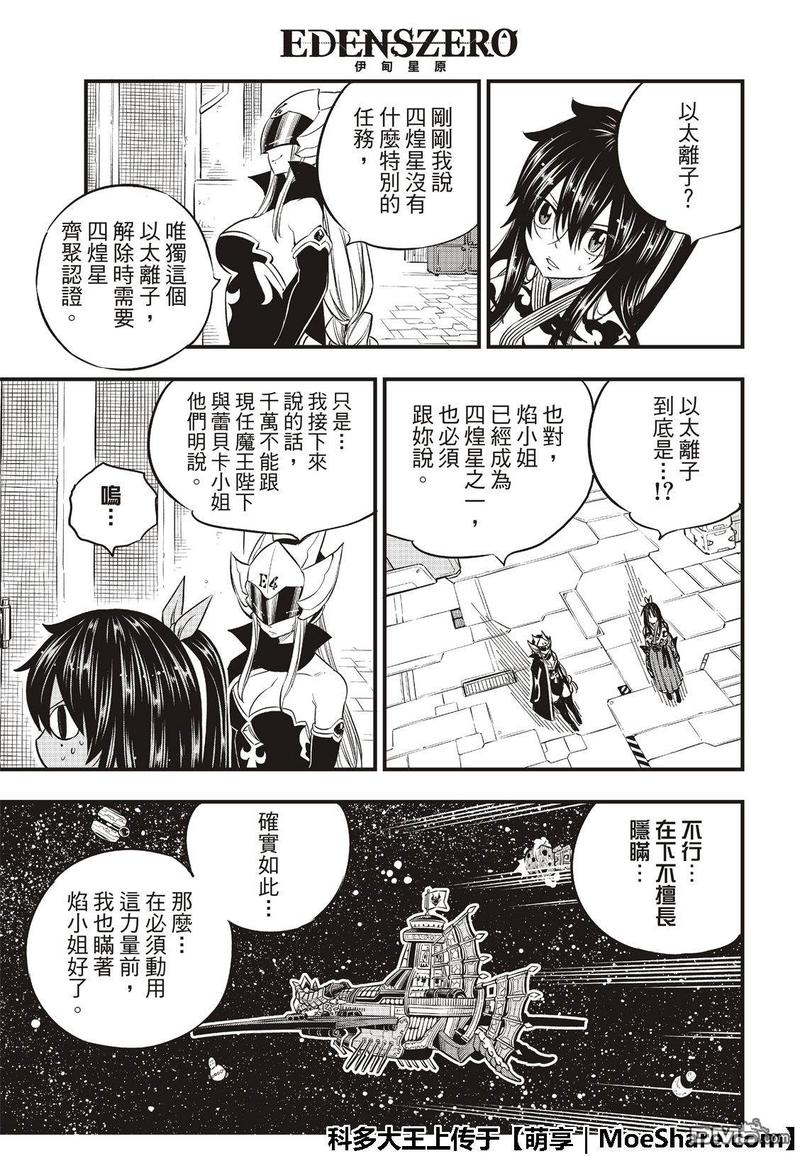 EDENSZERO
伊甸星原
以太離子?
剛剛我說
四煌星沒有
什麼特別的
任務,
唯獨這個
以太離子,
解除時需要
四煌星
齊聚認證。
以太離子
到底是…!?
也對,
焰小姐
已經成為
四煌星之一,
也必須
跟妳說。
只是…
我接下來
說的話,
千萬不能跟
現任魔王陛下
與蕾貝卡小姐
他們明說。
E4
嗚…
不行…
在下不擅長
隱瞞…
確實如此…
那麼…
在必須動用
這力量前,
我也瞞著
焰小姐好了。
科多大王上传于【萌享|MoeShare.com】